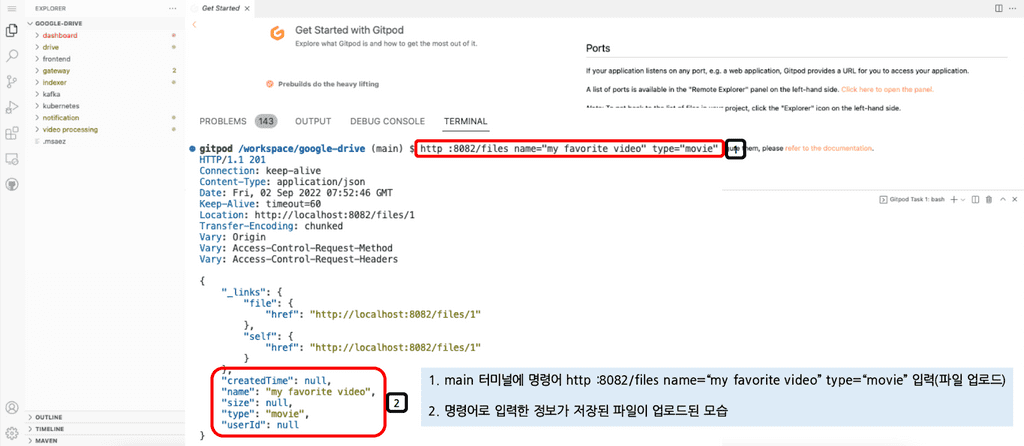 EXPLORER
GOOGLE-DRIVE
dashboard
drive
frontend
gateway 2
indexer
kafka
kubernetes
notification
video processing
.msaez
OUTLINE
TIMELINE
MAVEN
Get Started
Get Started with Gitpod
Explore what Gitpod is and how to get the most out of it.
Prebuilds do the heavy lifting
Ports
If your application listens on any port, e.g. a web application, Gitpod provides a URL for you to access your application.
A list of ports is available in the "Remote Explorer" panel on the left-hand side. Click here to open the panel.
Note: To get back to the list of files in your project, click the "Explorer" icon on the left-hand side.
them, please refer to the documentation.
PROBLEMS 143 OUTPUT DEBUG CONSOLE TERMINAL
Gitpod Task 1: bash
gitpod /workspace/google-drive (main) $ http :8082/files name="my favorite video" type="movie" 1
HTTP/1.1 201
Connection: keep-alive
Content-Type: application/json
Date: Fri, 02 Sep 2022 07:52:46 GMT
Keep-Alive: timeout=60
Location: http://localhost:8082/files/1
Transfer-Encoding: chunked
Vary: Origin
Vary: Access-Control-Request-Method
Vary: Access-Control-Request-Headers
{
"_links": {
"file": {
"href": "http://localhost:8082/files/1"
},
"self": {
"href": "http://localhost:8082/files/1"
}
},
"createdTime": null,
"name": "my favorite video",
"size": null,
"type": "movie",
"userId": null
}
2
1. main 터미널에 명령어 http :8082/files name=“my favorite video” type=“movie” 입력(파일 업로드)
2. 명령어로 입력한 정보가 저장된 파일이 업로드된 모습